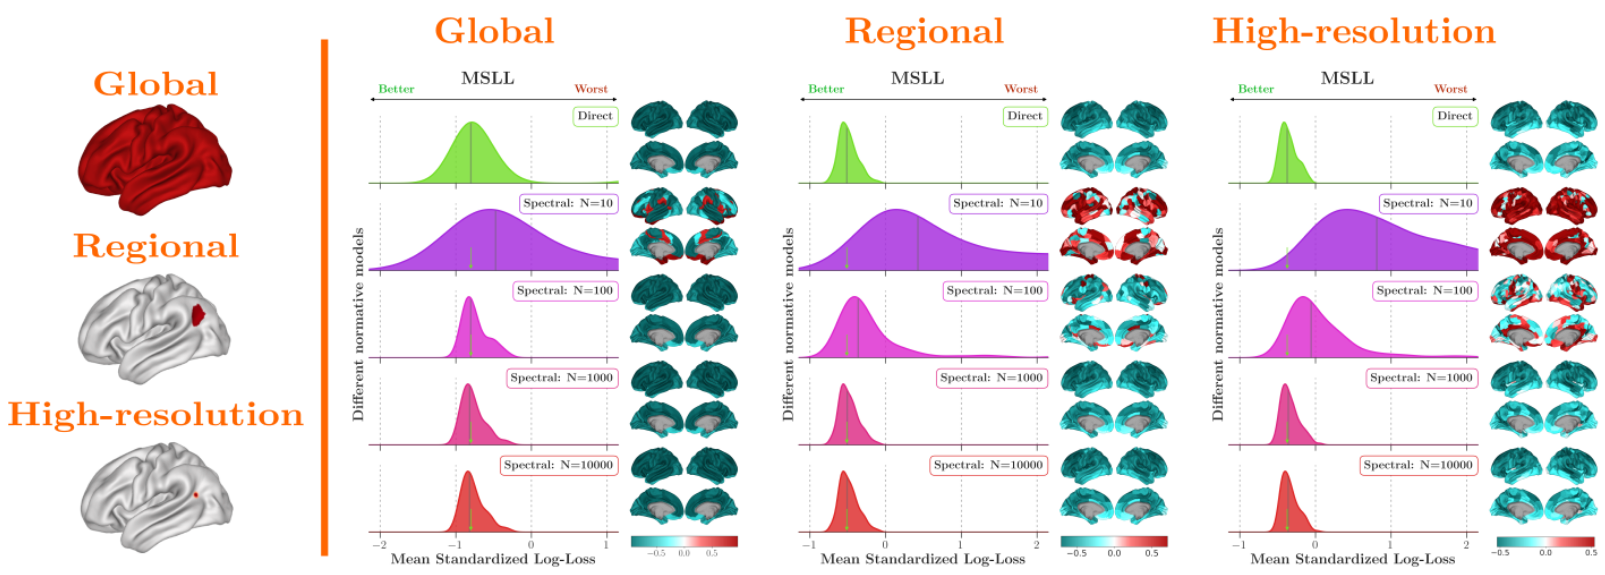 Global
Regional
High-resolution
Global
MSLL
Better Worst
Direct
Spectral: N=10
Spectral: N=100
Spectral: N=1000
Spectral: N=10000
Different normative models
−2 −1 0 1
Mean Standardized Log-Loss
−0.5 0.0 0.5
Regional
MSLL
Better Worst
Direct
Spectral: N=10
Spectral: N=100
Spectral: N=1000
Spectral: N=10000
Different normative models
−1 0 1 2
Mean Standardized Log-Loss
−0.5 0.0 0.5
High-resolution
MSLL
Better Worst
Direct
Spectral: N=10
Spectral: N=100
Spectral: N=1000
Spectral: N=10000
Different normative models
−1 0 1 2
Mean Standardized Log-Loss
−0.5 0.0 0.5